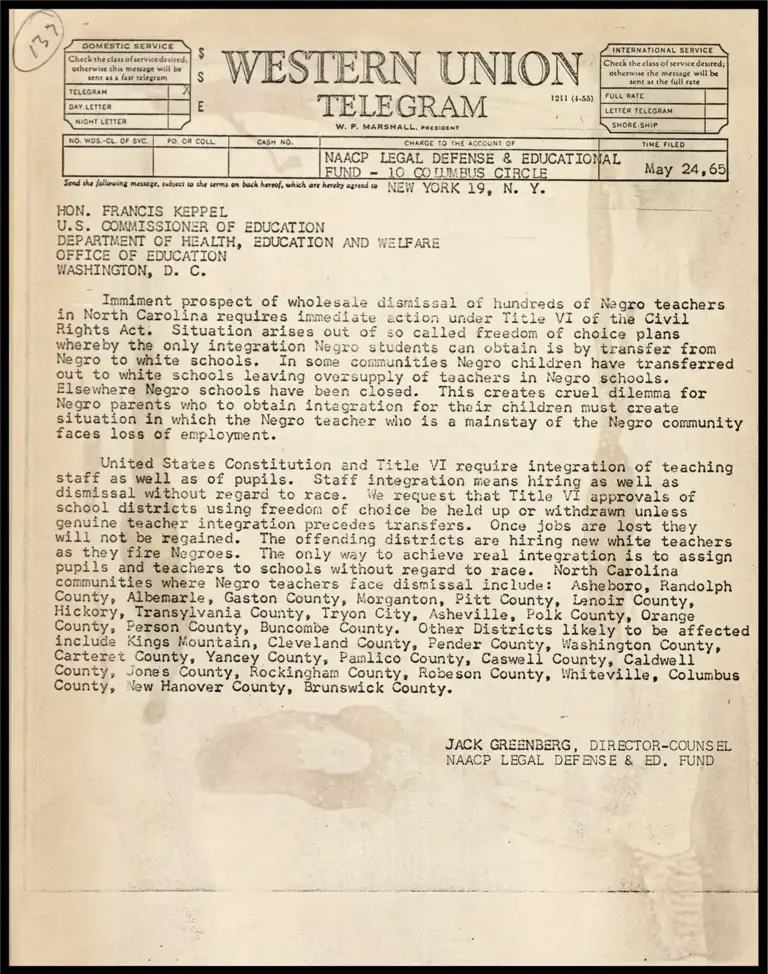 137
DOMESTIC SERVICE
Check the class of service desired;
otherwise this message will be
sent as a fast telegram
TELEGRAM X
DAY LETTER
NIGHT LETTER
$
S
E
WESTERN UNION
TELEGRAM
1211 (4-55)
W. P. MARSHALL, PRESIDENT
INTERNATIONAL SERVICE
Check the class of service desired;
otherwise the message will be
sent at the full rate
FULL RATE
LETTER TELEGRAM
SHORE-SHIP
NO. WDS.-CL. OF SVC. PD. OR COLL. CASH NO. CHARGE TO THE ACCOUNT OF TIME FILED
NAACP LEGAL DEFENSE & EDUCATIONAL
FUND - 10 COLUMBUS CIRCLE May 24,65
Send the following message, subject to the terms on back hereof, which are hereby agreed to NEW YORK 19, N. Y.
HON. FRANCIS KEPPEL
U.S. COMMISSIONER OF EDUCATION
DEPARTMENT OF HEALTH, EDUCATION AND WELFARE
OFFICE OF EDUCATION
WASHINGTON, D. C.
Immiment prospect of wholesale dismissal of hundreds of Negro teachers
in North Carolina requires immediate action under Title VI of the Civil
Rights Act. Situation arises out of so called freedom of choice plans
whereby the only integration Negro students can obtain is by transfer from
Negro to white schools. In some communities Negro children have transferred
out to white schools leaving oversupply of teachers in Negro schools.
Elsewhere Negro schools have been closed. This creates cruel dilemma for
Negro parents who to obtain integration for their children must create
situation in which the Negro teacher who is a mainstay of the Negro community
faces loss of employment.
United States Constitution and Title VI require integration of teaching
staff as well as of pupils. Staff integration means hiring as well as
dismissal without regard to race. We request that Title VI approvals of
school districts using freedom of choice be held up or withdrawn unless
genuine teacher integration precedes transfers. Once jobs are lost they
will not be regained. The offending districts are hiring new white teachers
as they fire Negroes. The only way to achieve real integration is to assign
pupils and teachers to schools without regard to race. North Carolina
communities where Negro teachers face dismissal include: Asheboro, Randolph
County, Albemarle, Gaston County, Morganton, Pitt County, Lenoir County,
Hickory, Transylvania County, Tryon City, Asheville, Polk County, Orange
County, Person County, Buncombe County. Other Districts likely to be affected
include Kings Mountain, Cleveland County, Pender County, Washington County,
Carteret County, Yancey County, Pamlico County, Caswell County, Caldwell
County, Jones County, Rockingham County, Robeson County, Whiteville, Columbus
County, New Hanover County, Brunswick County.
JACK GREENBERG, DIRECTOR-COUNSEL
NAACP LEGAL DEFENSE & ED. FUND